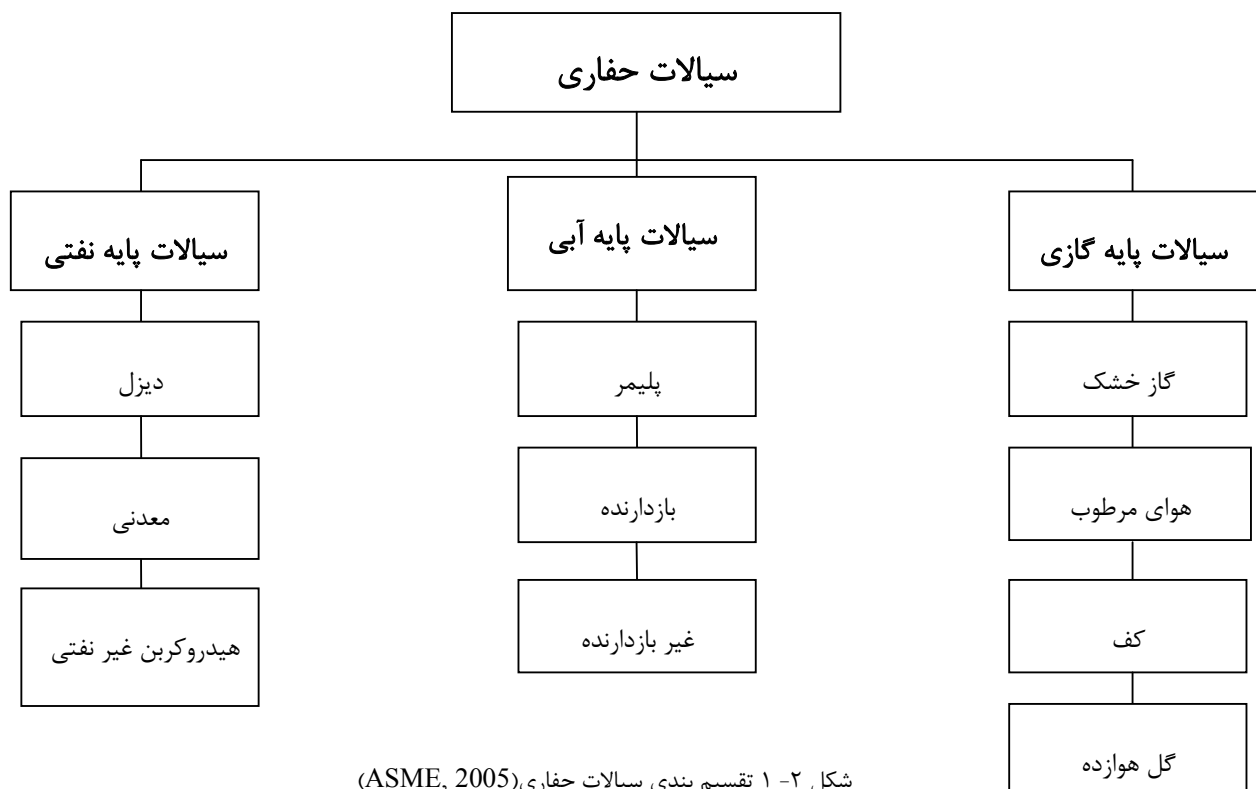 سیالات حفاری
سیالات پایه گازی
سیالات پایه آبی
سیالات پایه نفتی
گاز خشک
پلیمر
دیزل
هوای مرطوب
بازدارنده
معدنی
کف
غیر بازدارنده
هیدروکربن غیر نفتی
گل هوازده
شکل ۲- ۱ تقسیم بندی سیالات حفاری(ASME, 2005)